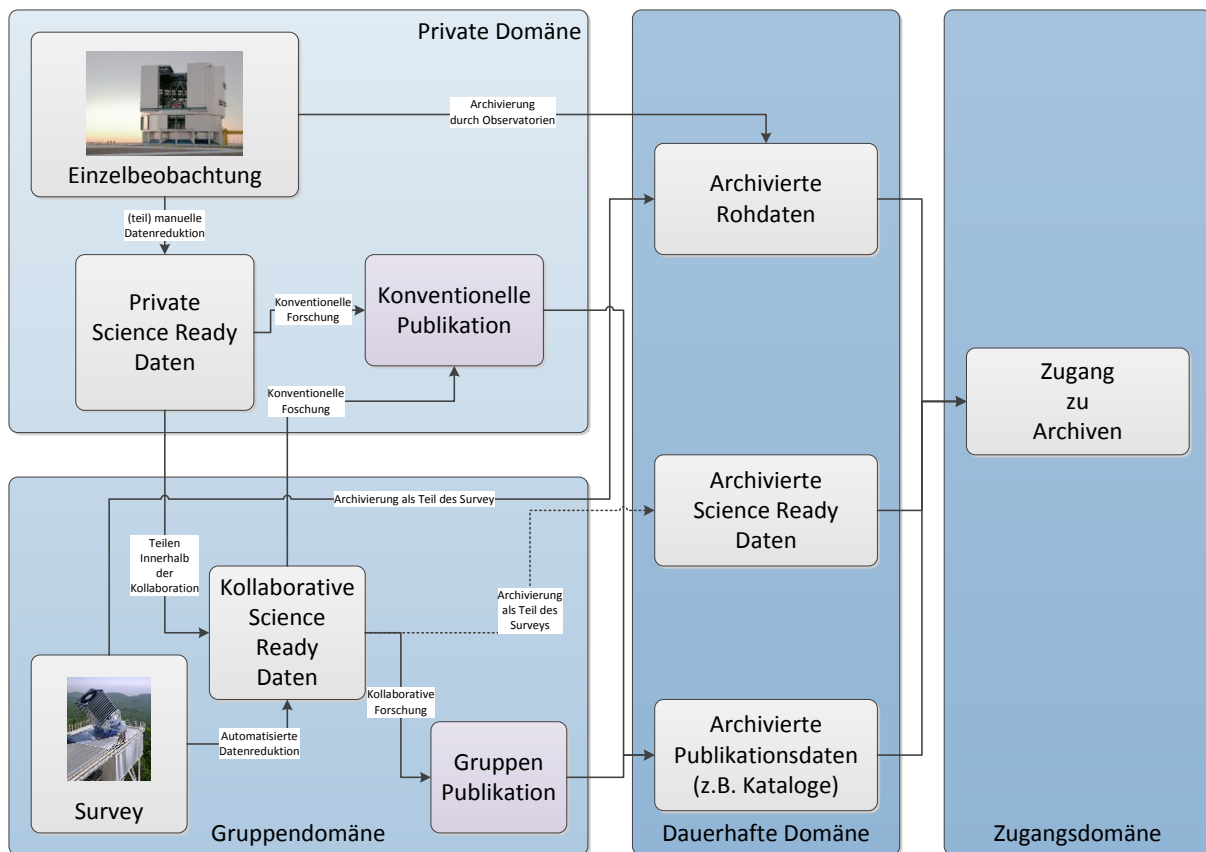 Private Domäne
Einzelbeobachtung
Archivierung
durch Observatorien
(teil) manuelle
Datenreduktion
Private
Science Ready
Daten
Konventionelle
Forschung
Konventionelle
Publikation
Konventionelle
Foschung
Archivierung als Teil des Survey
Teilen
Innerhalb
der
Kollaboration
Kollaborative
Science
Ready
Daten
Archivierung
als Teil des
Surveys
Kollaborative
Forschung
Automatisierte
Datenreduktion
Survey
Gruppen
Publikation
Gruppendomäne
Archivierte
Rohdaten
Archivierte
Science Ready
Daten
Archivierte
Publikationsdaten
(z.B. Kataloge)
Dauerhafte Domäne
Zugang
zu
Archiven
Zugangsdomäne